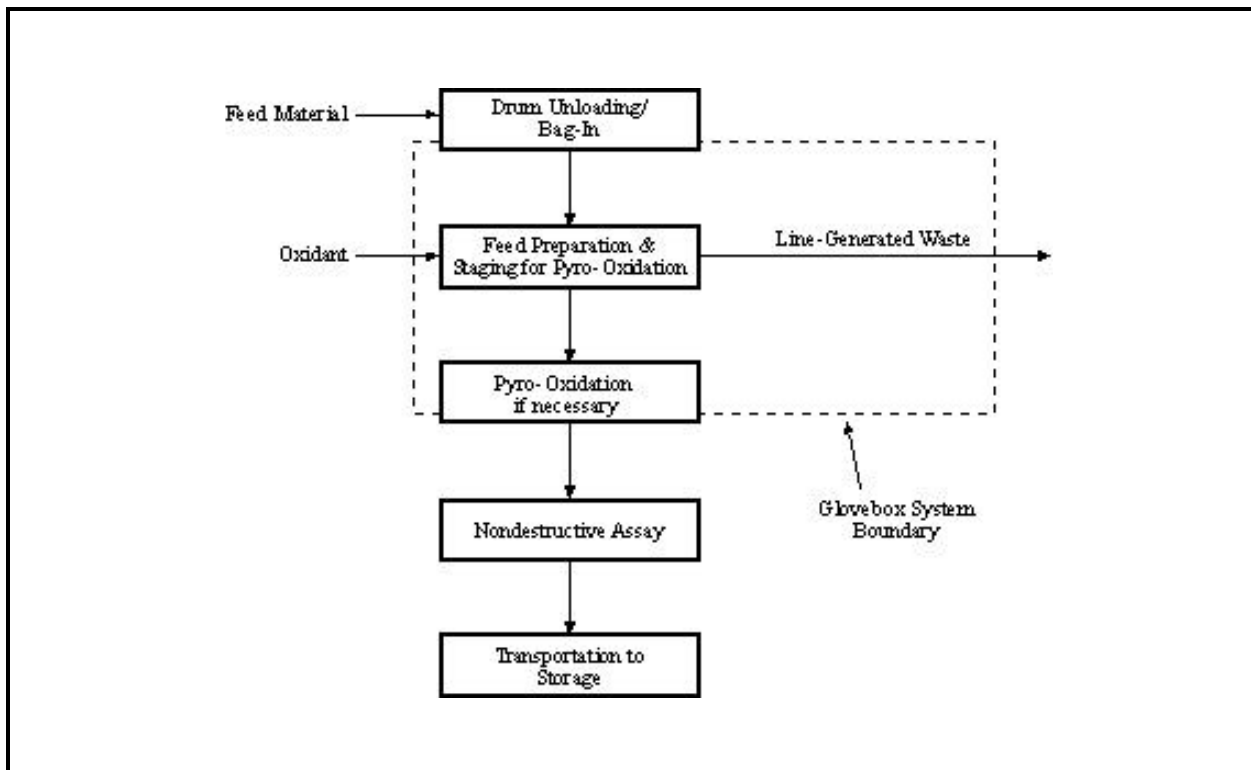 Feed Material
Drum Unloading/
Bag-In
Oxidant
Feed Preparation &
Staging for Pyro- Oxidation
Line-Generated Waste
Pyro- Oxidation
if necessary
Glovebox System
Boundary
Nondestructive Assay
Transportation to
Storage